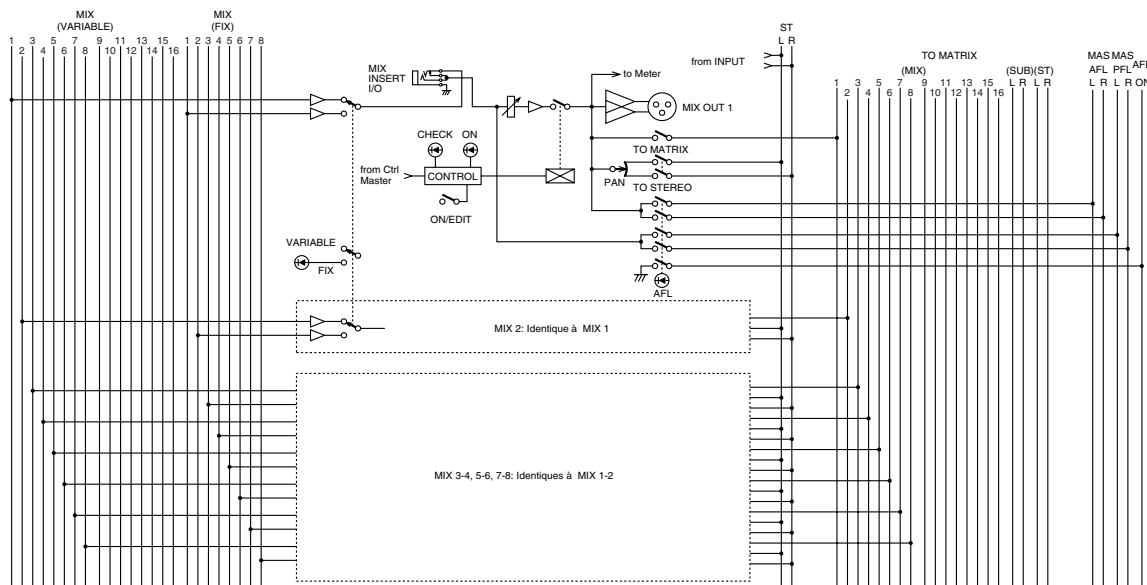 MIX
(VARIABLE)
1 2 3 4 5 6 7 8 9 10 11 12 13 14 15 16
MIX
(FIX)
1 2 3 4 5 6 7 8
MIX
INSERT
I/O
to Meter
MIX OUT 1
from INPUT
ST
L R
TO MATRIX
(MIX)
1 2 3 4 5 6 7 8 9 10 11 12 13 14 15 16
(SUB)(ST)
L R L R
MAS MAS
AFL PFL AFL
L R L R ON
CHECK ON
from Ctrl
Master
CONTROL
ON/EDIT
TO MATRIX
PAN
TO STEREO
VARIABLE
FIX
AFL
MIX 2: Identique à MIX 1
MIX 3-4, 5-6, 7-8: Identiques à MIX 1-2